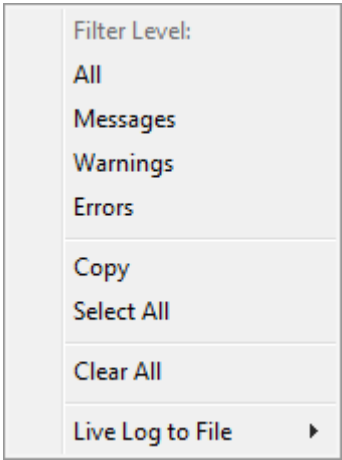 Filter Level:
All
Messages
Warnings
Errors
Copy
Select All
Clear All
Live Log to File